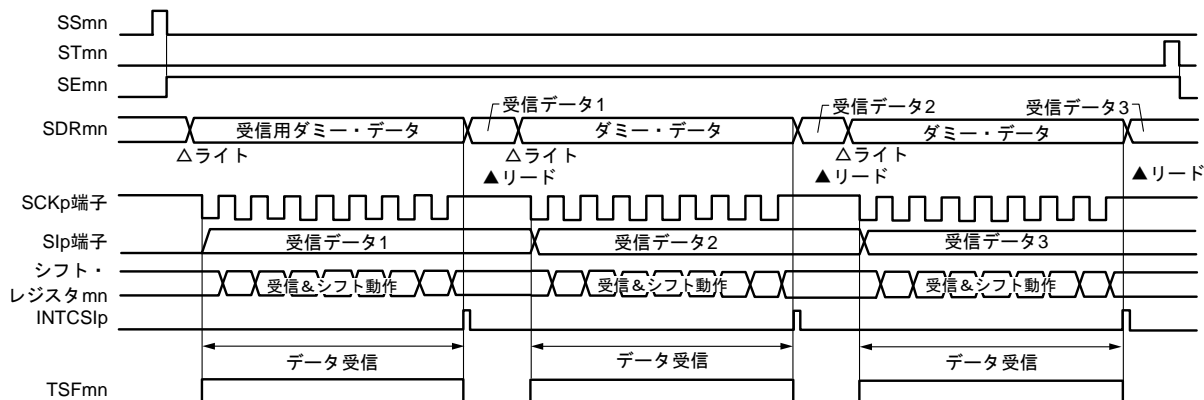 SSmn
STmn
SEmn
受信データ1
受信データ2
受信データ3
SDRmn
受信用ダミー・データ
ダミー・データ
ダミー・データ
△ライト
△ライト
△ライト
▲リード
▲リード
▲リード
SCKp端子
SIp端子
受信データ1
受信データ2
受信データ3
シフト・
レジスタmn
受信&シフト動作
受信&シフト動作
受信&シフト動作
INTCSIp
データ受信
データ受信
データ受信
TSFmn